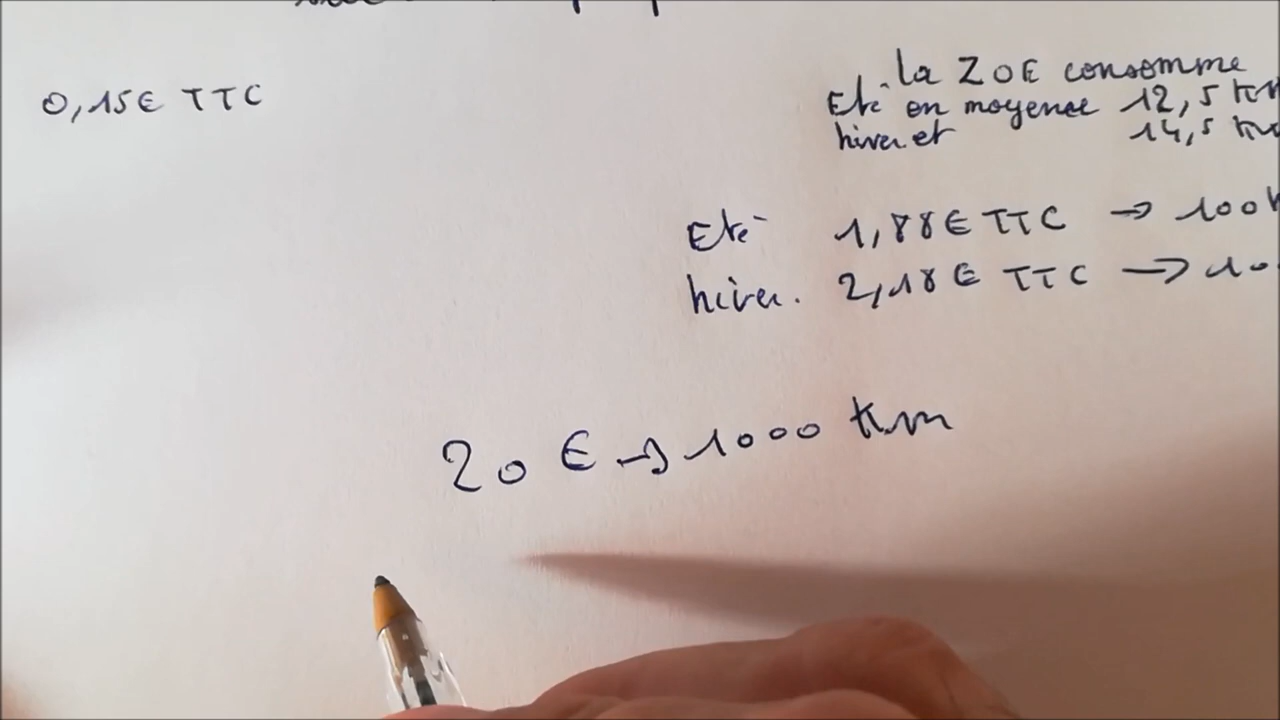 0,15€ TTC
la ZOE consomme
Eté en moyenne 12,5
hiver et 14,5
Eté 1,88€ TTC → 100
hiver. 2,18€ TTC →
20 € → 1000 Km